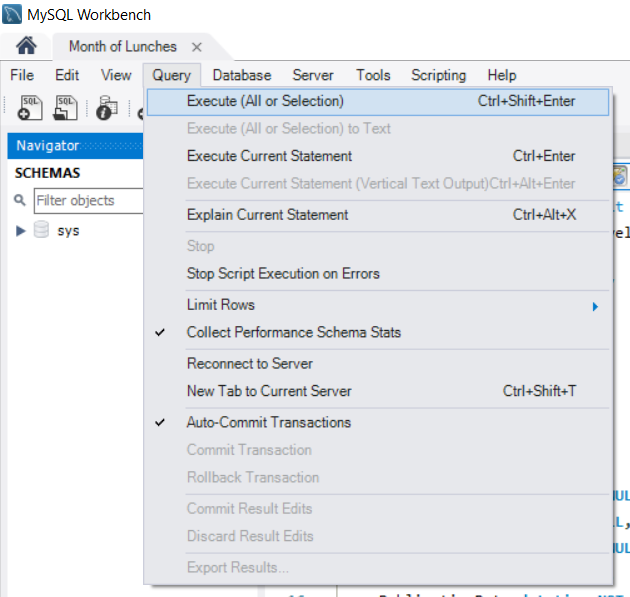 MySQL Workbench
Month of Lunches
File Edit View Query Database Server Tools Scripting Help
SQL SQL
Execute (All or Selection) Ctrl+Shift+Enter
Execute (All or Selection) to Text
Navigator
Execute Current Statement Ctrl+Enter
SCHEMAS
Execute Current Statement (Vertical Text Output)Ctrl+Alt+Enter
Filter objects
Explain Current Statement Ctrl+Alt+X
sys
Stop
Stop Script Execution on Errors
Limit Rows
Collect Performance Schema Stats
Reconnect to Server
New Tab to Current Server Ctrl+Shift+T
Auto-Commit Transactions
Commit Transaction
Rollback Transaction
Commit Result Edits
Discard Result Edits
Export Results...